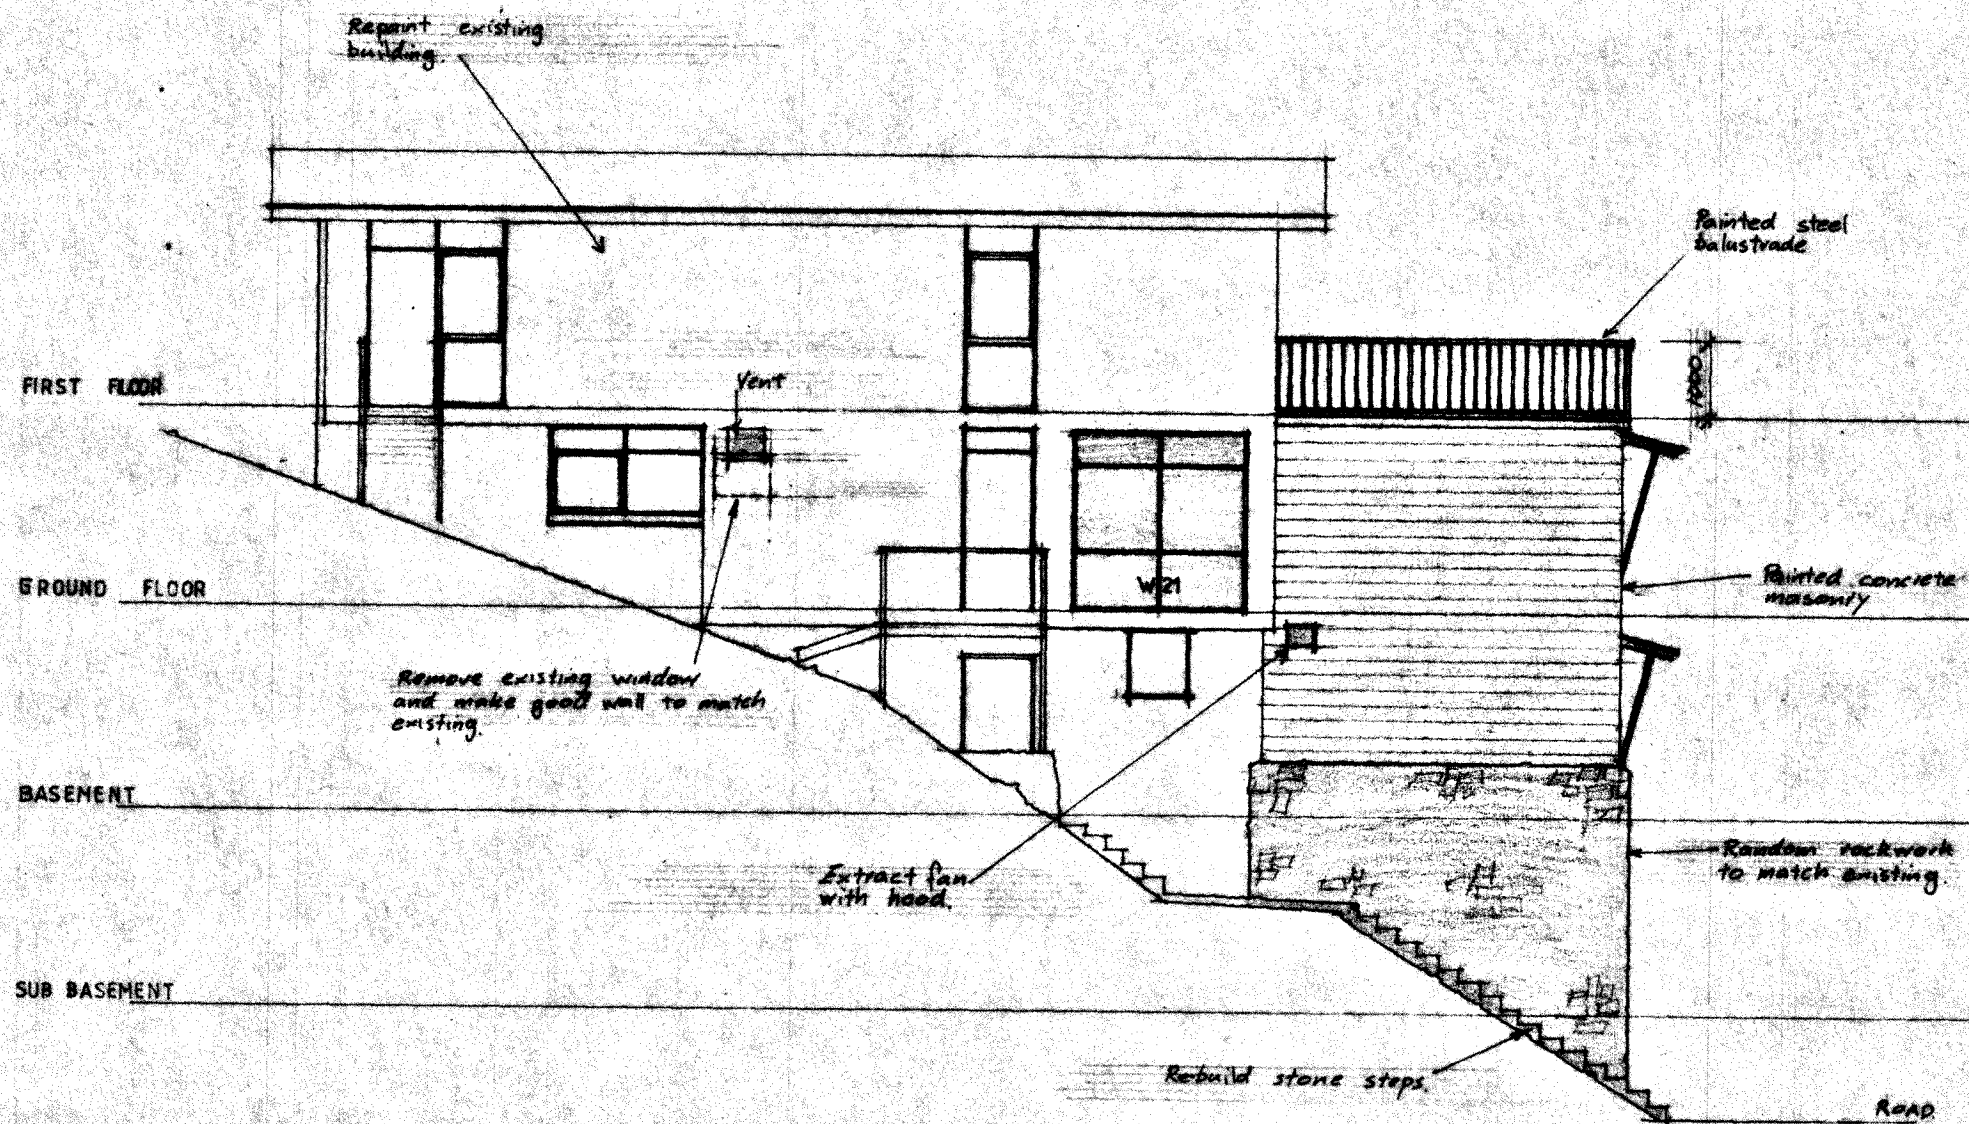 Repaint existing
building.
Painted steel
balustrade
1000
FIRST FLOOR
Vent
GROUND FLOOR
W 21
Painted concrete
masonry
Remove existing window
and make good wall to match
existing.
BASEMENT
Extract fan
with hood.
Random rockwork
to match existing.
SUB BASEMENT
Rebuild stone steps.
ROAD